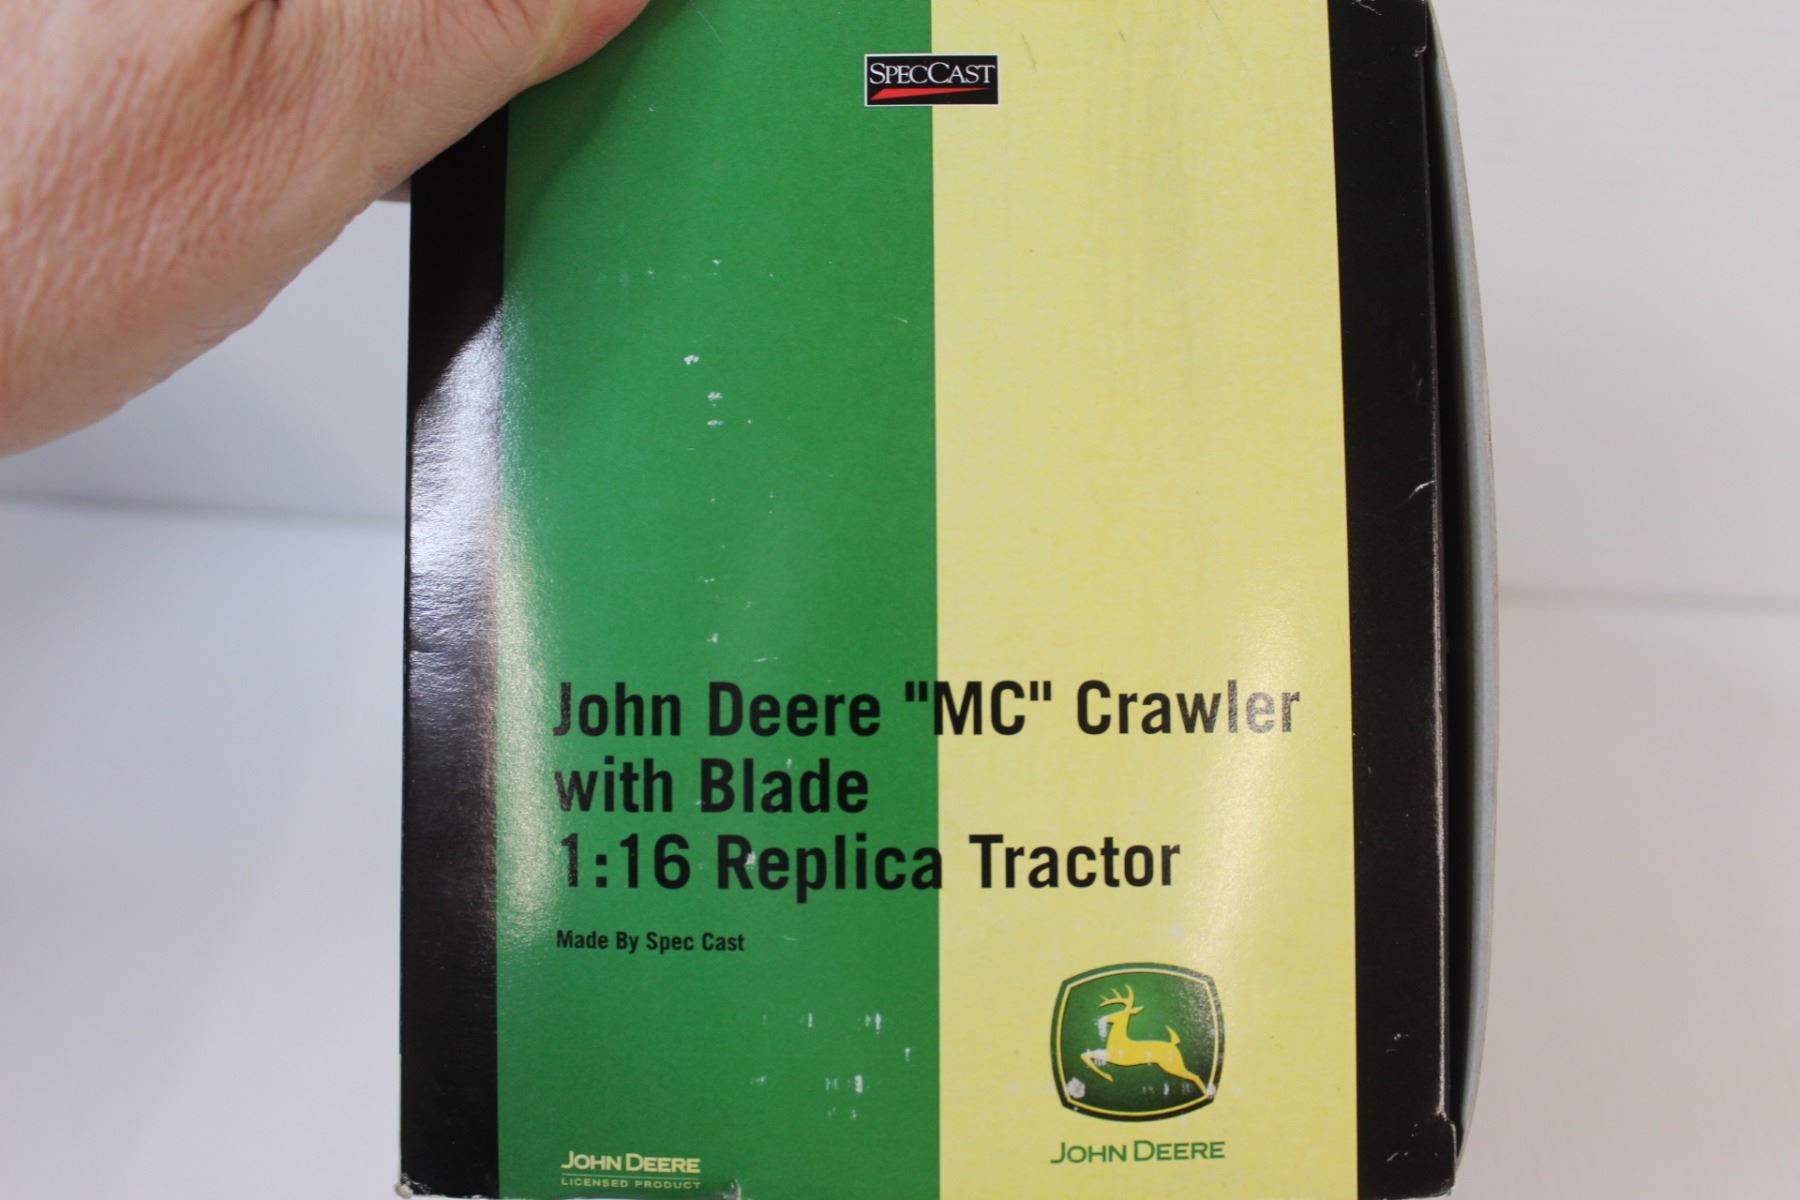 SPECCAST
John Deere "MC" Crawler
with Blade
1:16 Replica Tractor
Made By Spec Cast
JOHN DEERE
LICENSED PRODUCT
JOHN DEERE